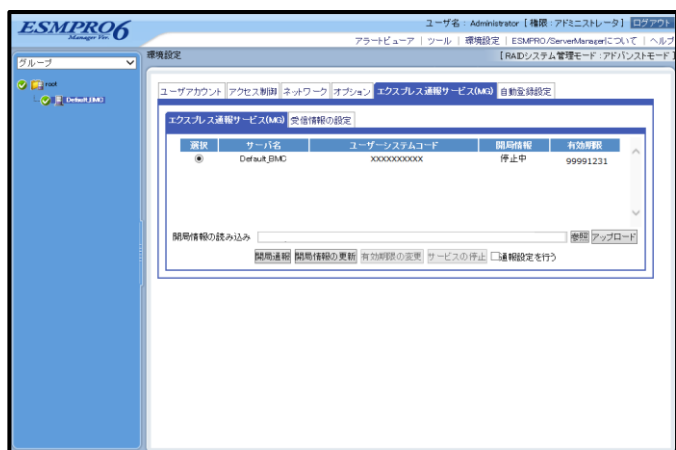 ESMPRO6
Manager Ver.
ユーザ名 : Administrator [ 権限 : アドミニストレータ ] ログアウト
アラートビューア | ツール | 環境設定 | ESMPRO/ServerManagerについて | ヘルプ
グループ
環境設定 [ RAIDシステム管理モード : アドバンストモード ]
root
Default_BMC
ユーザアカウント アクセス制御 ネットワーク オプション エクスプレス通報サービス(MG) 自動登録設定
エクスプレス通報サービス(MG) 受信情報の設定
選択 サーバ名 ユーザーシステムコード 開局情報 有効期限
Default_BMC XXXXXXXXXX 停止中 99991231
開局情報の読み込み 参照 アップロード
開局通報 開局情報の更新 有効期限の変更 サービスの停止 通報設定を行う